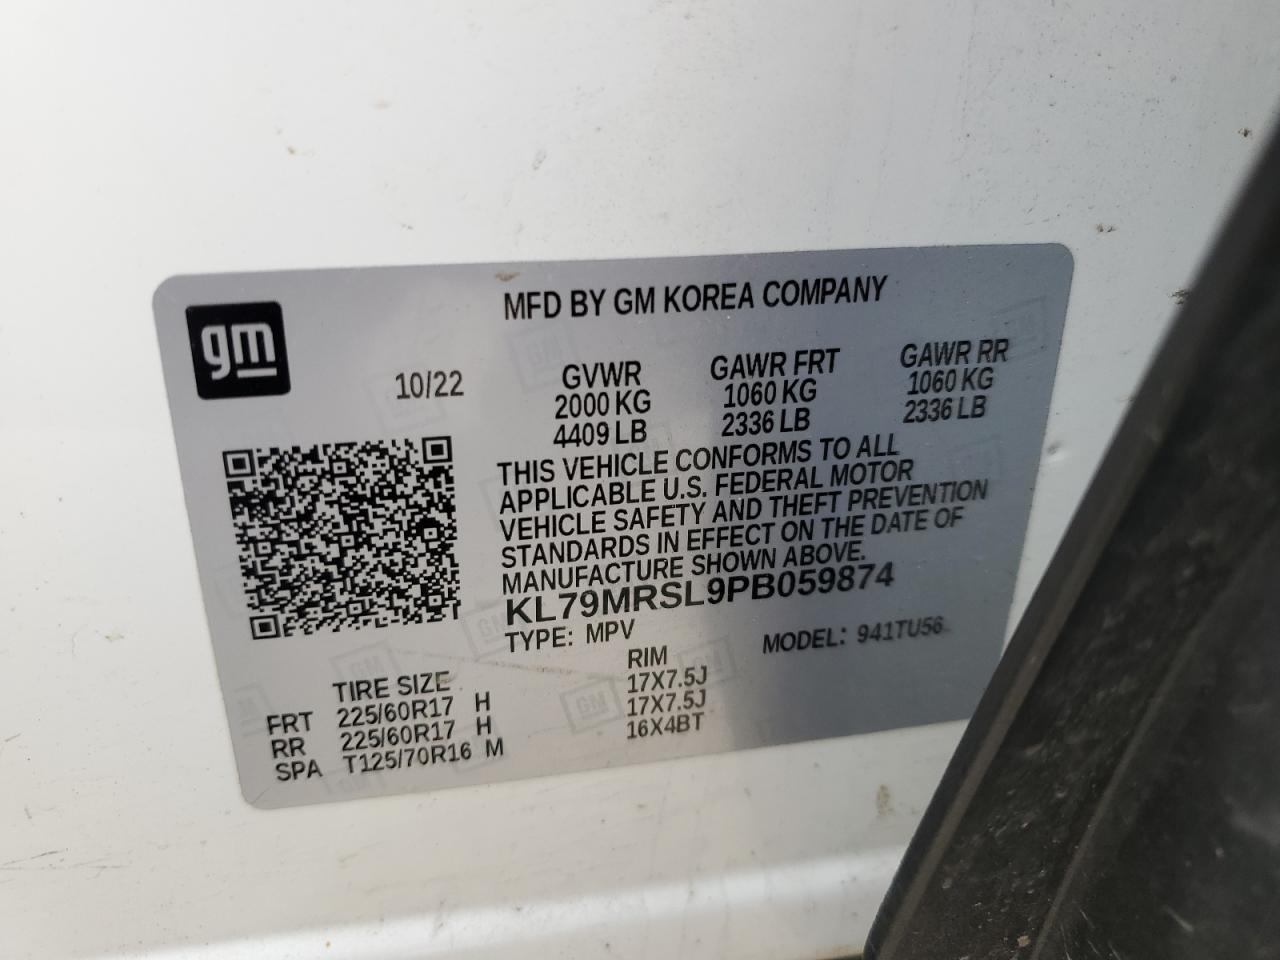 MFD BY GM KOREA COMPANY
gm
10/22
GVWR GAWR FRT GAWR RR
2000 KG 1060 KG 1060 KG
4409 LB 2336 LB 2336 LB
THIS VEHICLE CONFORMS TO ALL
APPLICABLE U.S. FEDERAL MOTOR
VEHICLE SAFETY AND THEFT PREVENTION
STANDARDS IN EFFECT ON THE DATE OF
MANUFACTURE SHOWN ABOVE.
KL79MRSL9PB059874
TYPE: MPV MODEL: 941TU56
TIRE SIZE RIM
FRT 225/60R17 H 17X7.5J
RR 225/60R17 H 17X7.5J
SPA T125/70R16 M 16X4BT